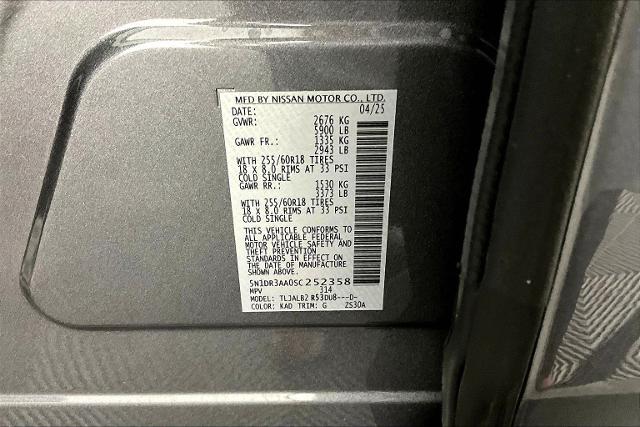 MFD BY NISSAN MOTOR CO., LTD.
DATE: 04/25
GVWR: 2676 KG
5900 LB
GAWR FR.: 1335 KG
2943 LB
WITH 255/60R18 TIRES
18 X 8.0 RIMS AT 33 PSI
COLD SINGLE
GAWR RR.: 1530 KG
3373 LB
WITH 255/60R18 TIRES
18 X 8.0 RIMS AT 33 PSI
COLD SINGLE
THIS VEHICLE CONFORMS TO
ALL APPLICABLE FEDERAL
MOTOR VEHICLE SAFETY AND
THEFT PREVENTION
STANDARDS IN EFFECT ON
THE DATE OF MANUFACTURE
SHOWN ABOVE.
5N1DR3AA0SC252358
MPV 314
MODEL: TLJALB2 R53DU8---D-
COLOR: KAD TRIM: G ZS30A